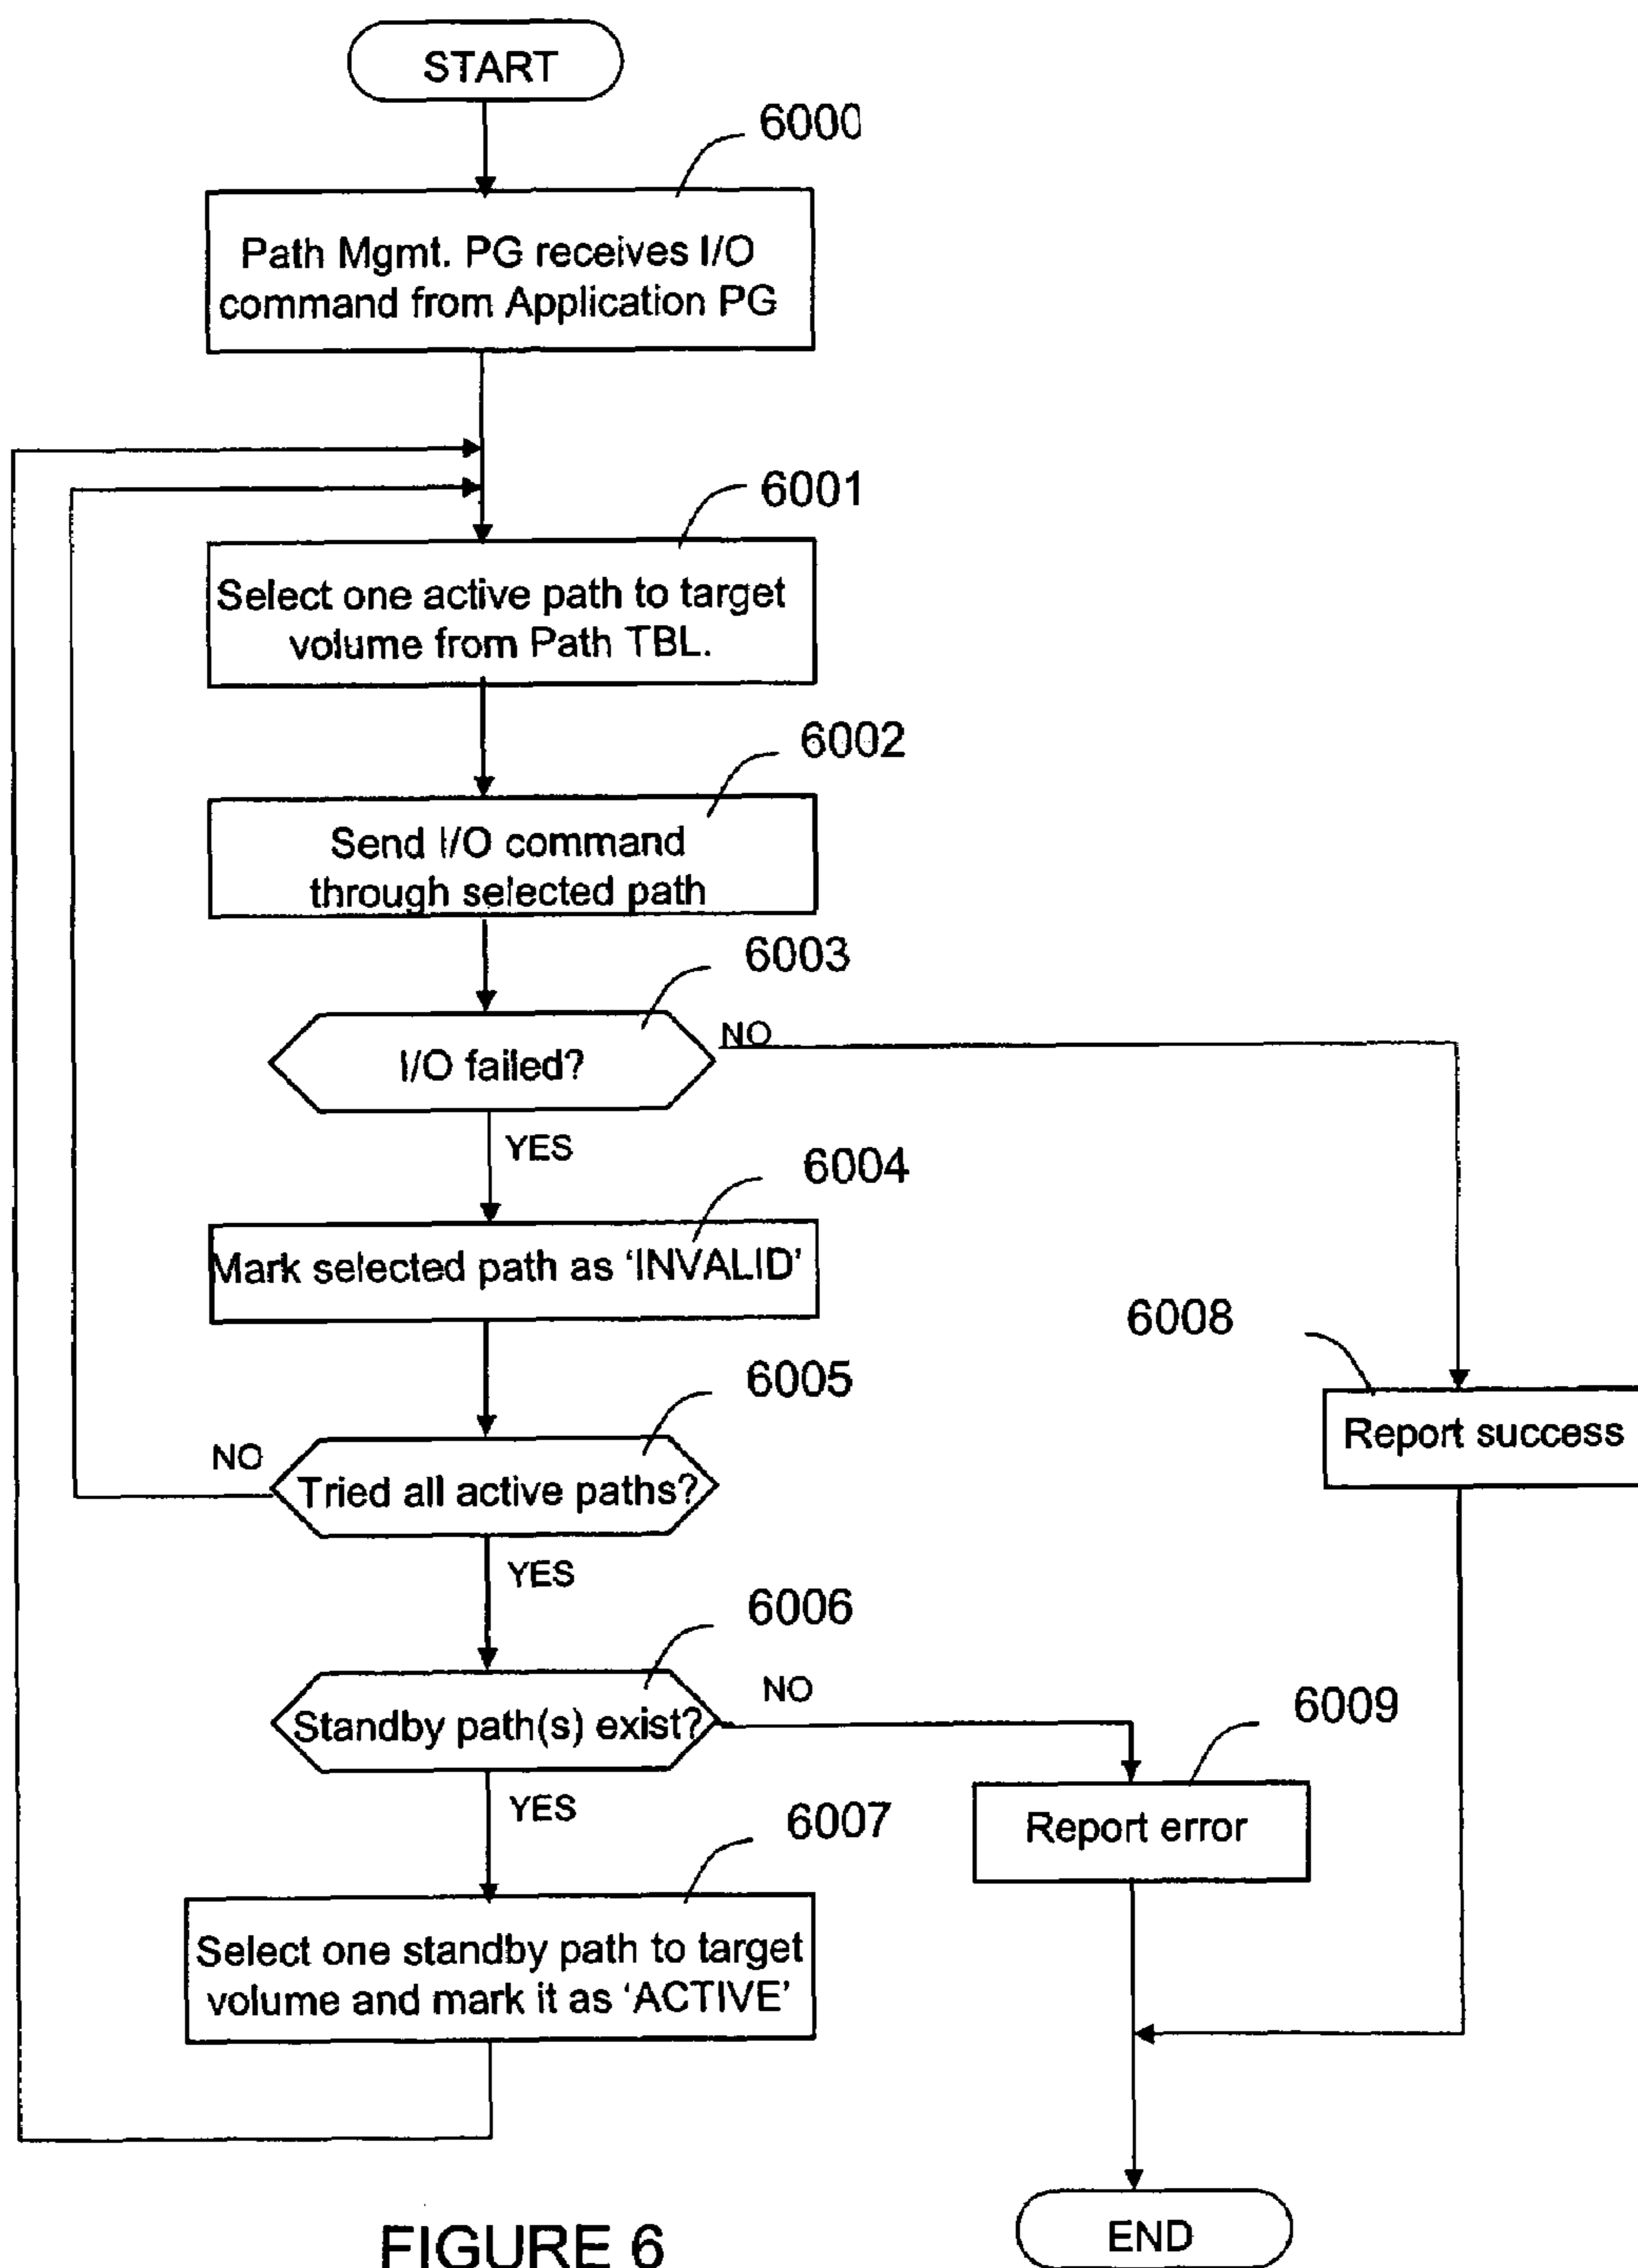 START
6000
Path Mgmt. PG receives I/O
command from Application PG
6001
Select one active path to target
volume from Path TBL.
6002
Send I/O command
through selected path
6003
I/O failed?
NO
YES
6004
Mark selected path as ‘INVALID’
6008
Report success
6005
NO
Tried all active paths?
YES
6006
Standby path(s) exist?
NO
6009
Report error
YES
6007
Select one standby path to target
volume and mark it as ‘ACTIVE’
END
FIGURE 6